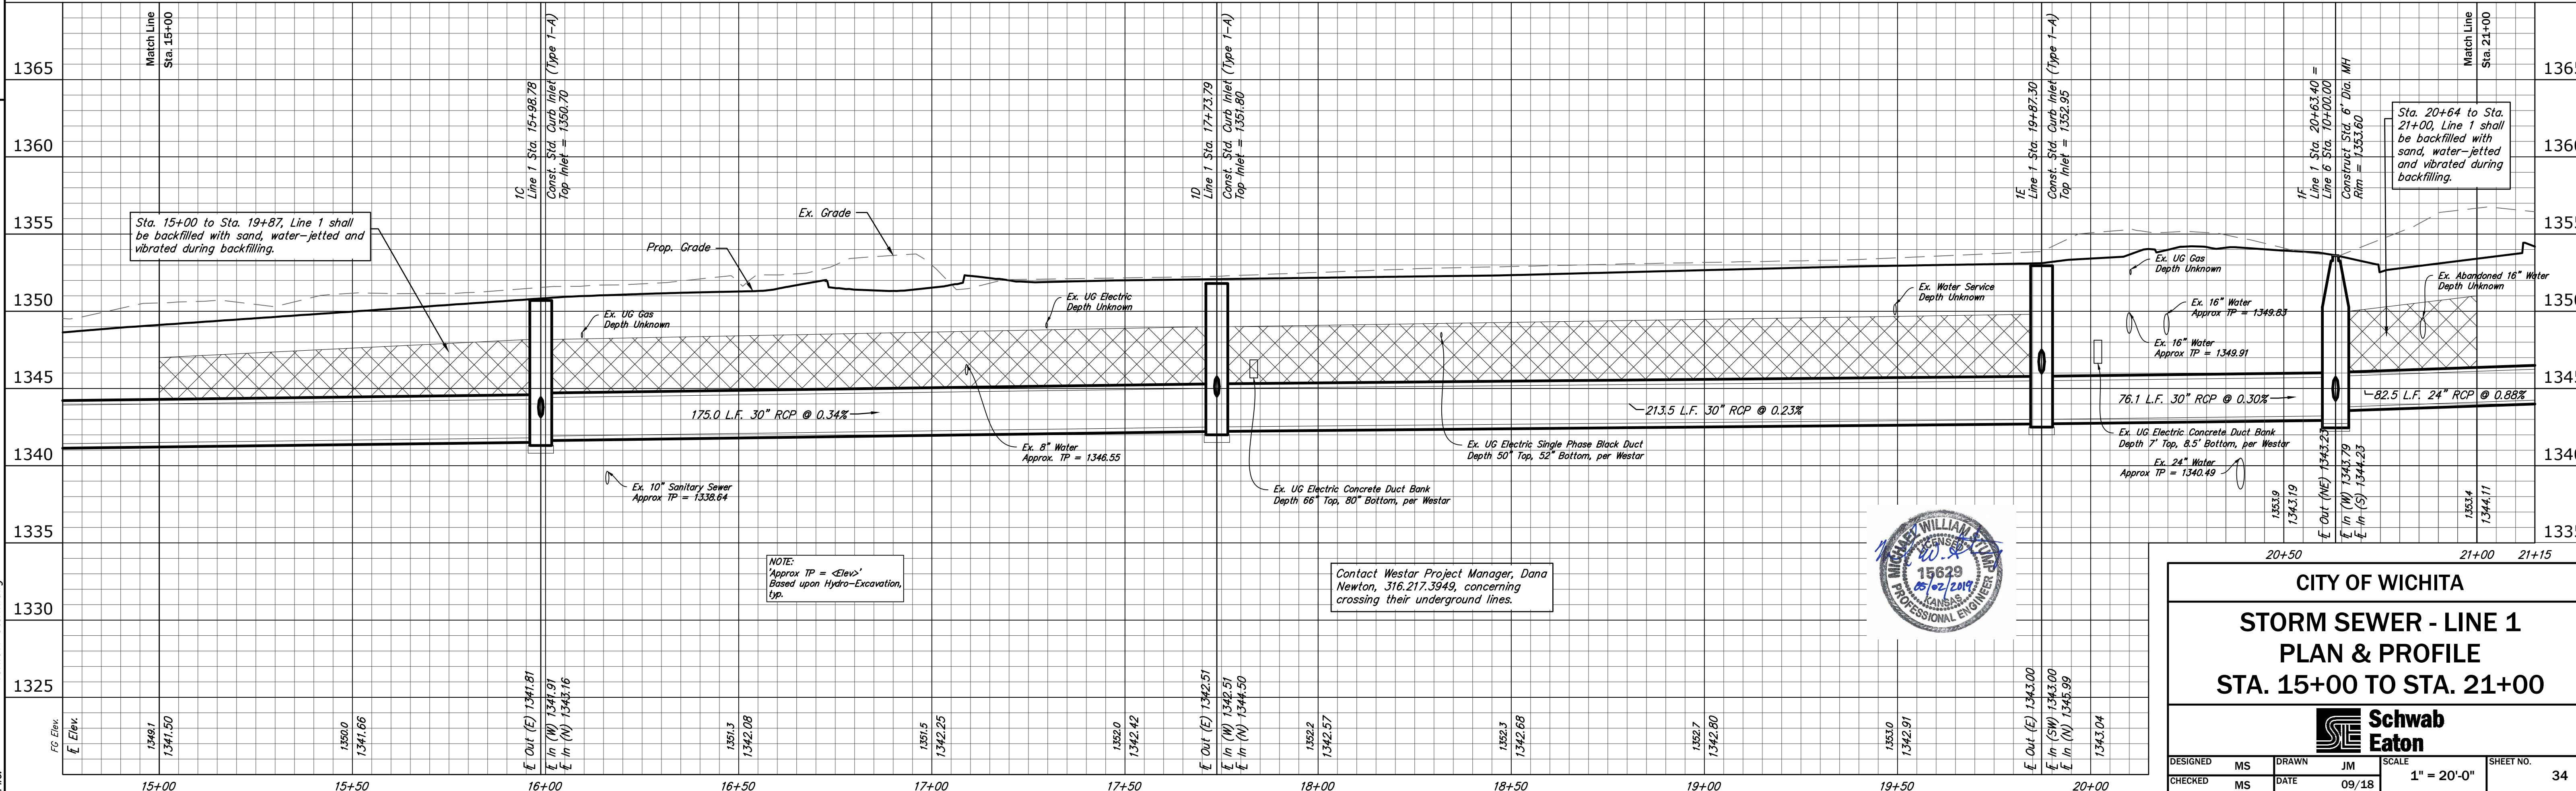 Match Line
Sta. 15+00
1C
Line 1 Sta. 15+98.78
Const. Std. Curb Inlet (Type 1-A)
Top Inlet = 1350.70
1D
Line 1 Sta. 17+73.79
Const. Std. Curb Inlet (Type 1-A)
Top Inlet = 1351.80
1E
Line 1 Sta. 19+87.30
Const. Std. Curb Inlet (Type 1-A)
Top Inlet = 1352.95
1F
Line 1 Sta. 20+63.40 =
Line 6 Sta. 10+00.00
Construct Std. 6' Dia. MH
Rim = 1353.60
Match Line
Sta. 21+00
1365
1360
1355
1350
1345
1340
1335
1330
1325
Sta. 15+00 to Sta. 19+87, Line 1 shall
be backfilled with sand, water-jetted and
vibrated during backfilling.
Sta. 20+64 to Sta.
21+00, Line 1 shall
be backfilled with
sand, water-jetted
and vibrated during
backfilling.
Prop. Grade
Ex. Grade
Ex. UG Gas
Depth Unknown
Ex. UG Electric
Depth Unknown
Ex. Water Service
Depth Unknown
Ex. UG Gas
Depth Unknown
Ex. 16" Water
Approx TP = 1349.83
Ex. 16" Water
Approx TP = 1349.91
Ex. Abandoned 16" Water
Depth Unknown
175.0 L.F. 30" RCP @ 0.34%
213.5 L.F. 30" RCP @ 0.23%
76.1 L.F. 30" RCP @ 0.30%
82.5 L.F. 24" RCP @ 0.88%
Ex. 10" Sanitary Sewer
Approx TP = 1338.64
Ex. 8" Water
Approx. TP = 1346.55
Ex. UG Electric Concrete Duct Bank
Depth 66" Top, 80" Bottom, per Westar
Ex. UG Electric Single Phase Black Duct
Depth 50" Top, 52" Bottom, per Westar
Ex. UG Electric Concrete Duct Bank
Depth 7' Top, 8.5' Bottom, per Westar
Ex. 24" Water
Approx TP = 1340.49
NOTE:
'Approx TP = <Elev>'
Based upon Hydro-Excavation,
typ.
Contact Westar Project Manager, Dana
Newton, 316.217.3949, concerning
crossing their underground lines.
MICHAEL WILLIAM STUMP
LICENSED
15629
05/02/2019
KANSAS
PROFESSIONAL ENGINEER
FG Elev.
℄ Elev.
1349.1
1341.50
1350.0
1341.66
℄ Out (E) 1341.81
℄ In (W) 1341.91
℄ In (N) 1343.16
1351.3
1342.08
1351.5
1342.25
1352.0
1342.42
℄ Out (E) 1342.51
℄ In (W) 1342.51
℄ In (N) 1344.50
1352.2
1342.57
1352.3
1342.68
1352.7
1342.80
1353.0
1342.91
℄ Out (E) 1343.00
℄ In (SW) 1343.00
℄ In (N) 1345.99
1343.04
1353.9
1343.19
℄ Out (NE) 1343.23
℄ In (W) 1343.79
℄ In (S) 1344.23
1353.4
1344.11
15+00
15+50
16+00
16+50
17+00
17+50
18+00
18+50
19+00
19+50
20+00
20+50
21+00
21+15
CITY OF WICHITA
STORM SEWER - LINE 1
PLAN & PROFILE
STA. 15+00 TO STA. 21+00
Schwab
Eaton
DESIGNED MS
DRAWN JM
SCALE
1" = 20'-0"
SHEET NO.
34
CHECKED MS
DATE 09/18